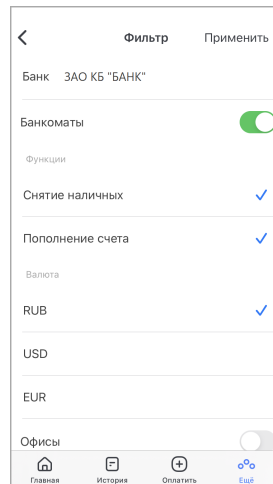 Фильтр Применить
Банк ЗАО КБ "БАНК"
Банкоматы
Функции
Снятие наличных
Пополнение счета
Валюта
RUB
USD
EUR
Офисы
Главная История Оплатить Ещё